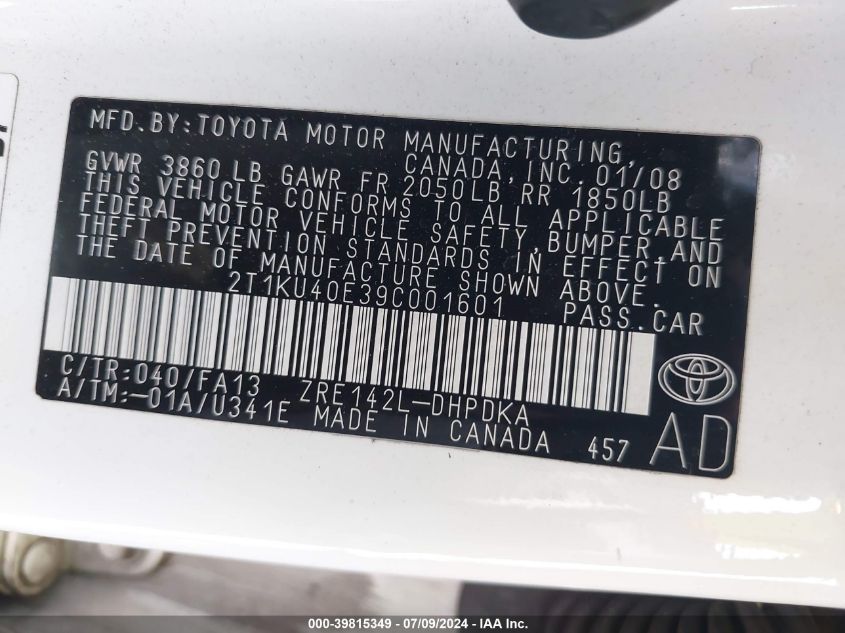 MFD.BY:TOYOTA MOTOR MANUFACTURING,
CANADA,INC. 01/08
GVWR 3860 LB GAWR FR 2050LB RR 1850LB
THIS VEHICLE CONFORMS TO ALL APPLICABLE
FEDERAL MOTOR VEHICLE SAFETY,BUMPER,AND
THEFT PREVENTION STANDARDS IN EFFECT ON
THE DATE OF MANUFACTURE SHOWN ABOVE.
2T1KU40E39C001601 PASS.CAR
C/TR:040/FA13 ZRE142L-DHPDKA
A/TM:-01A/U341E MADE IN CANADA 457 AD
000-39815349 | 07/09/2024 - IAA Inc.